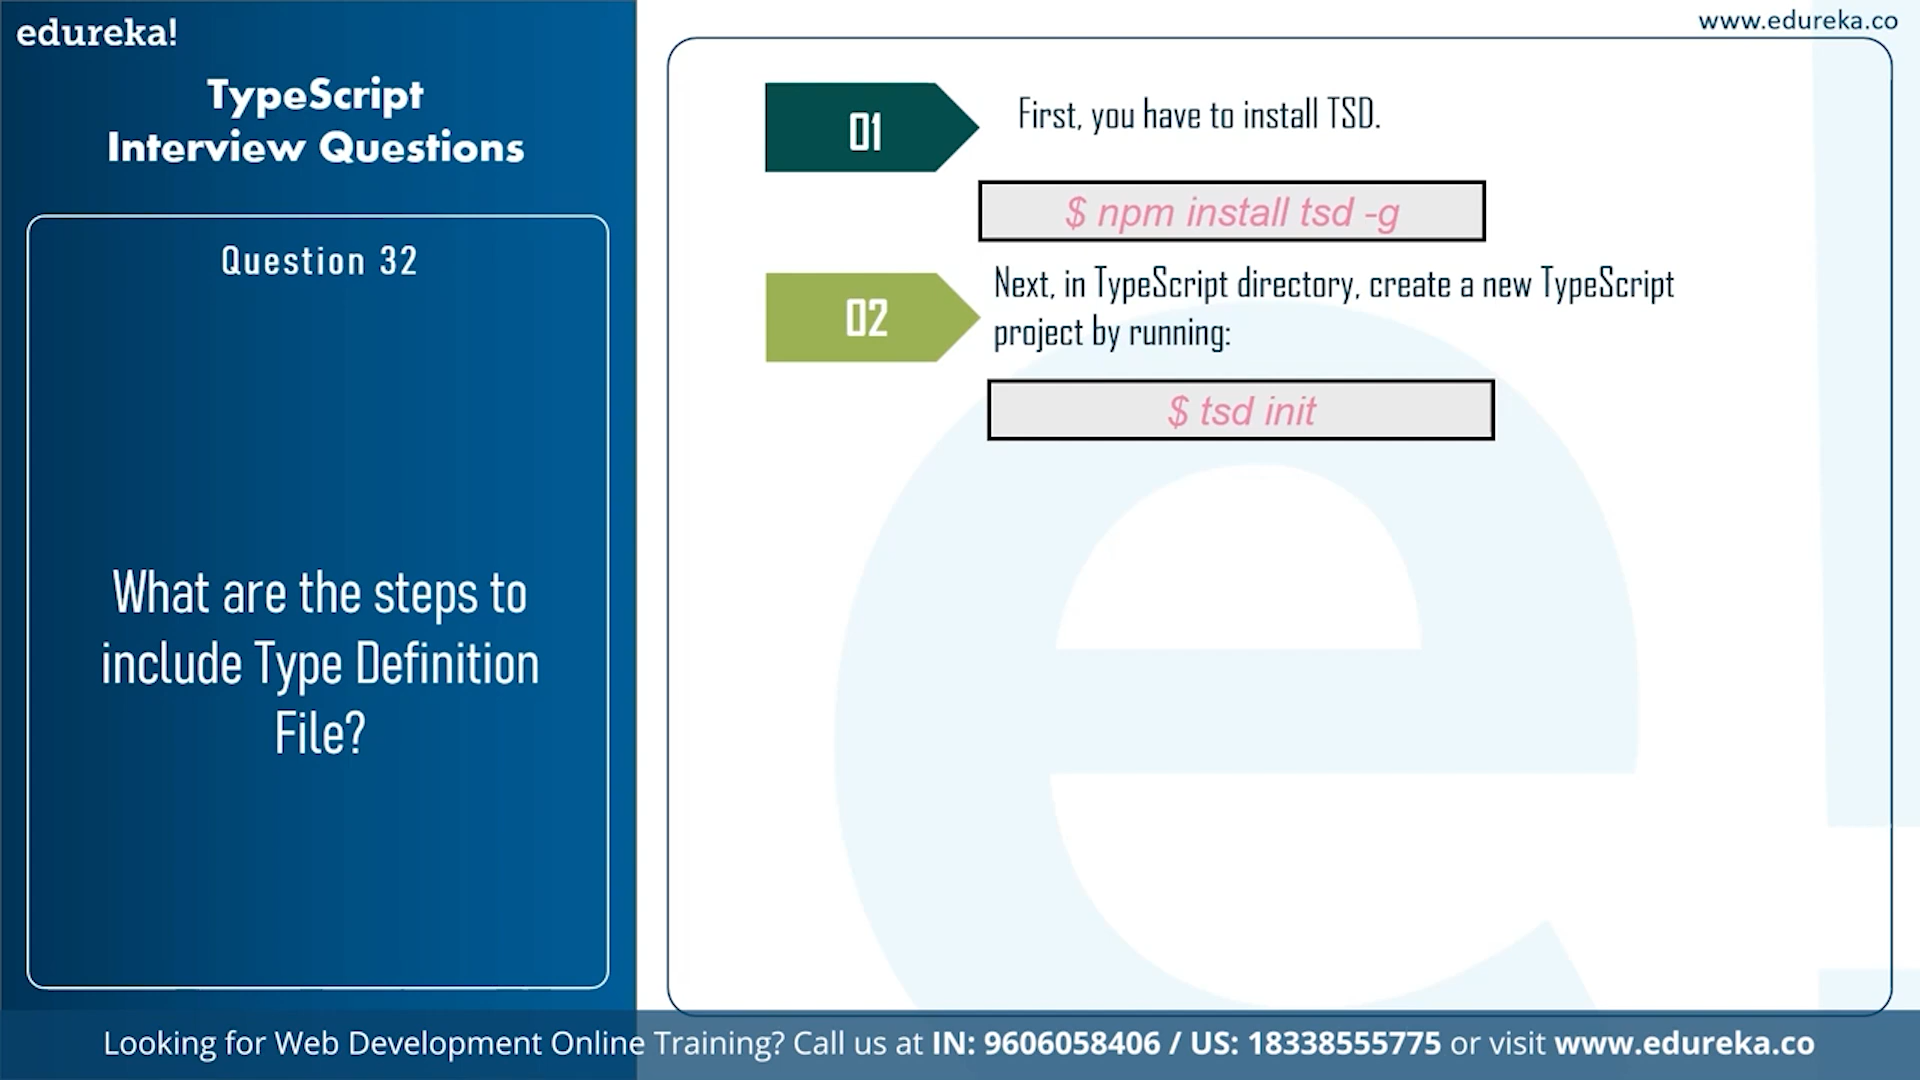 edureka!
www.edureka.co
TypeScript
Interview Questions
Question 32
What are the steps to
include Type Definition
File?
01
First, you have to install TSD.
$ npm install tsd -g
02
Next, in TypeScript directory, create a new TypeScript
project by running:
$ tsd init
Looking for Web Development Online Training? Call us at IN: 9606058406 / US: 18338555775 or visit www.edureka.co